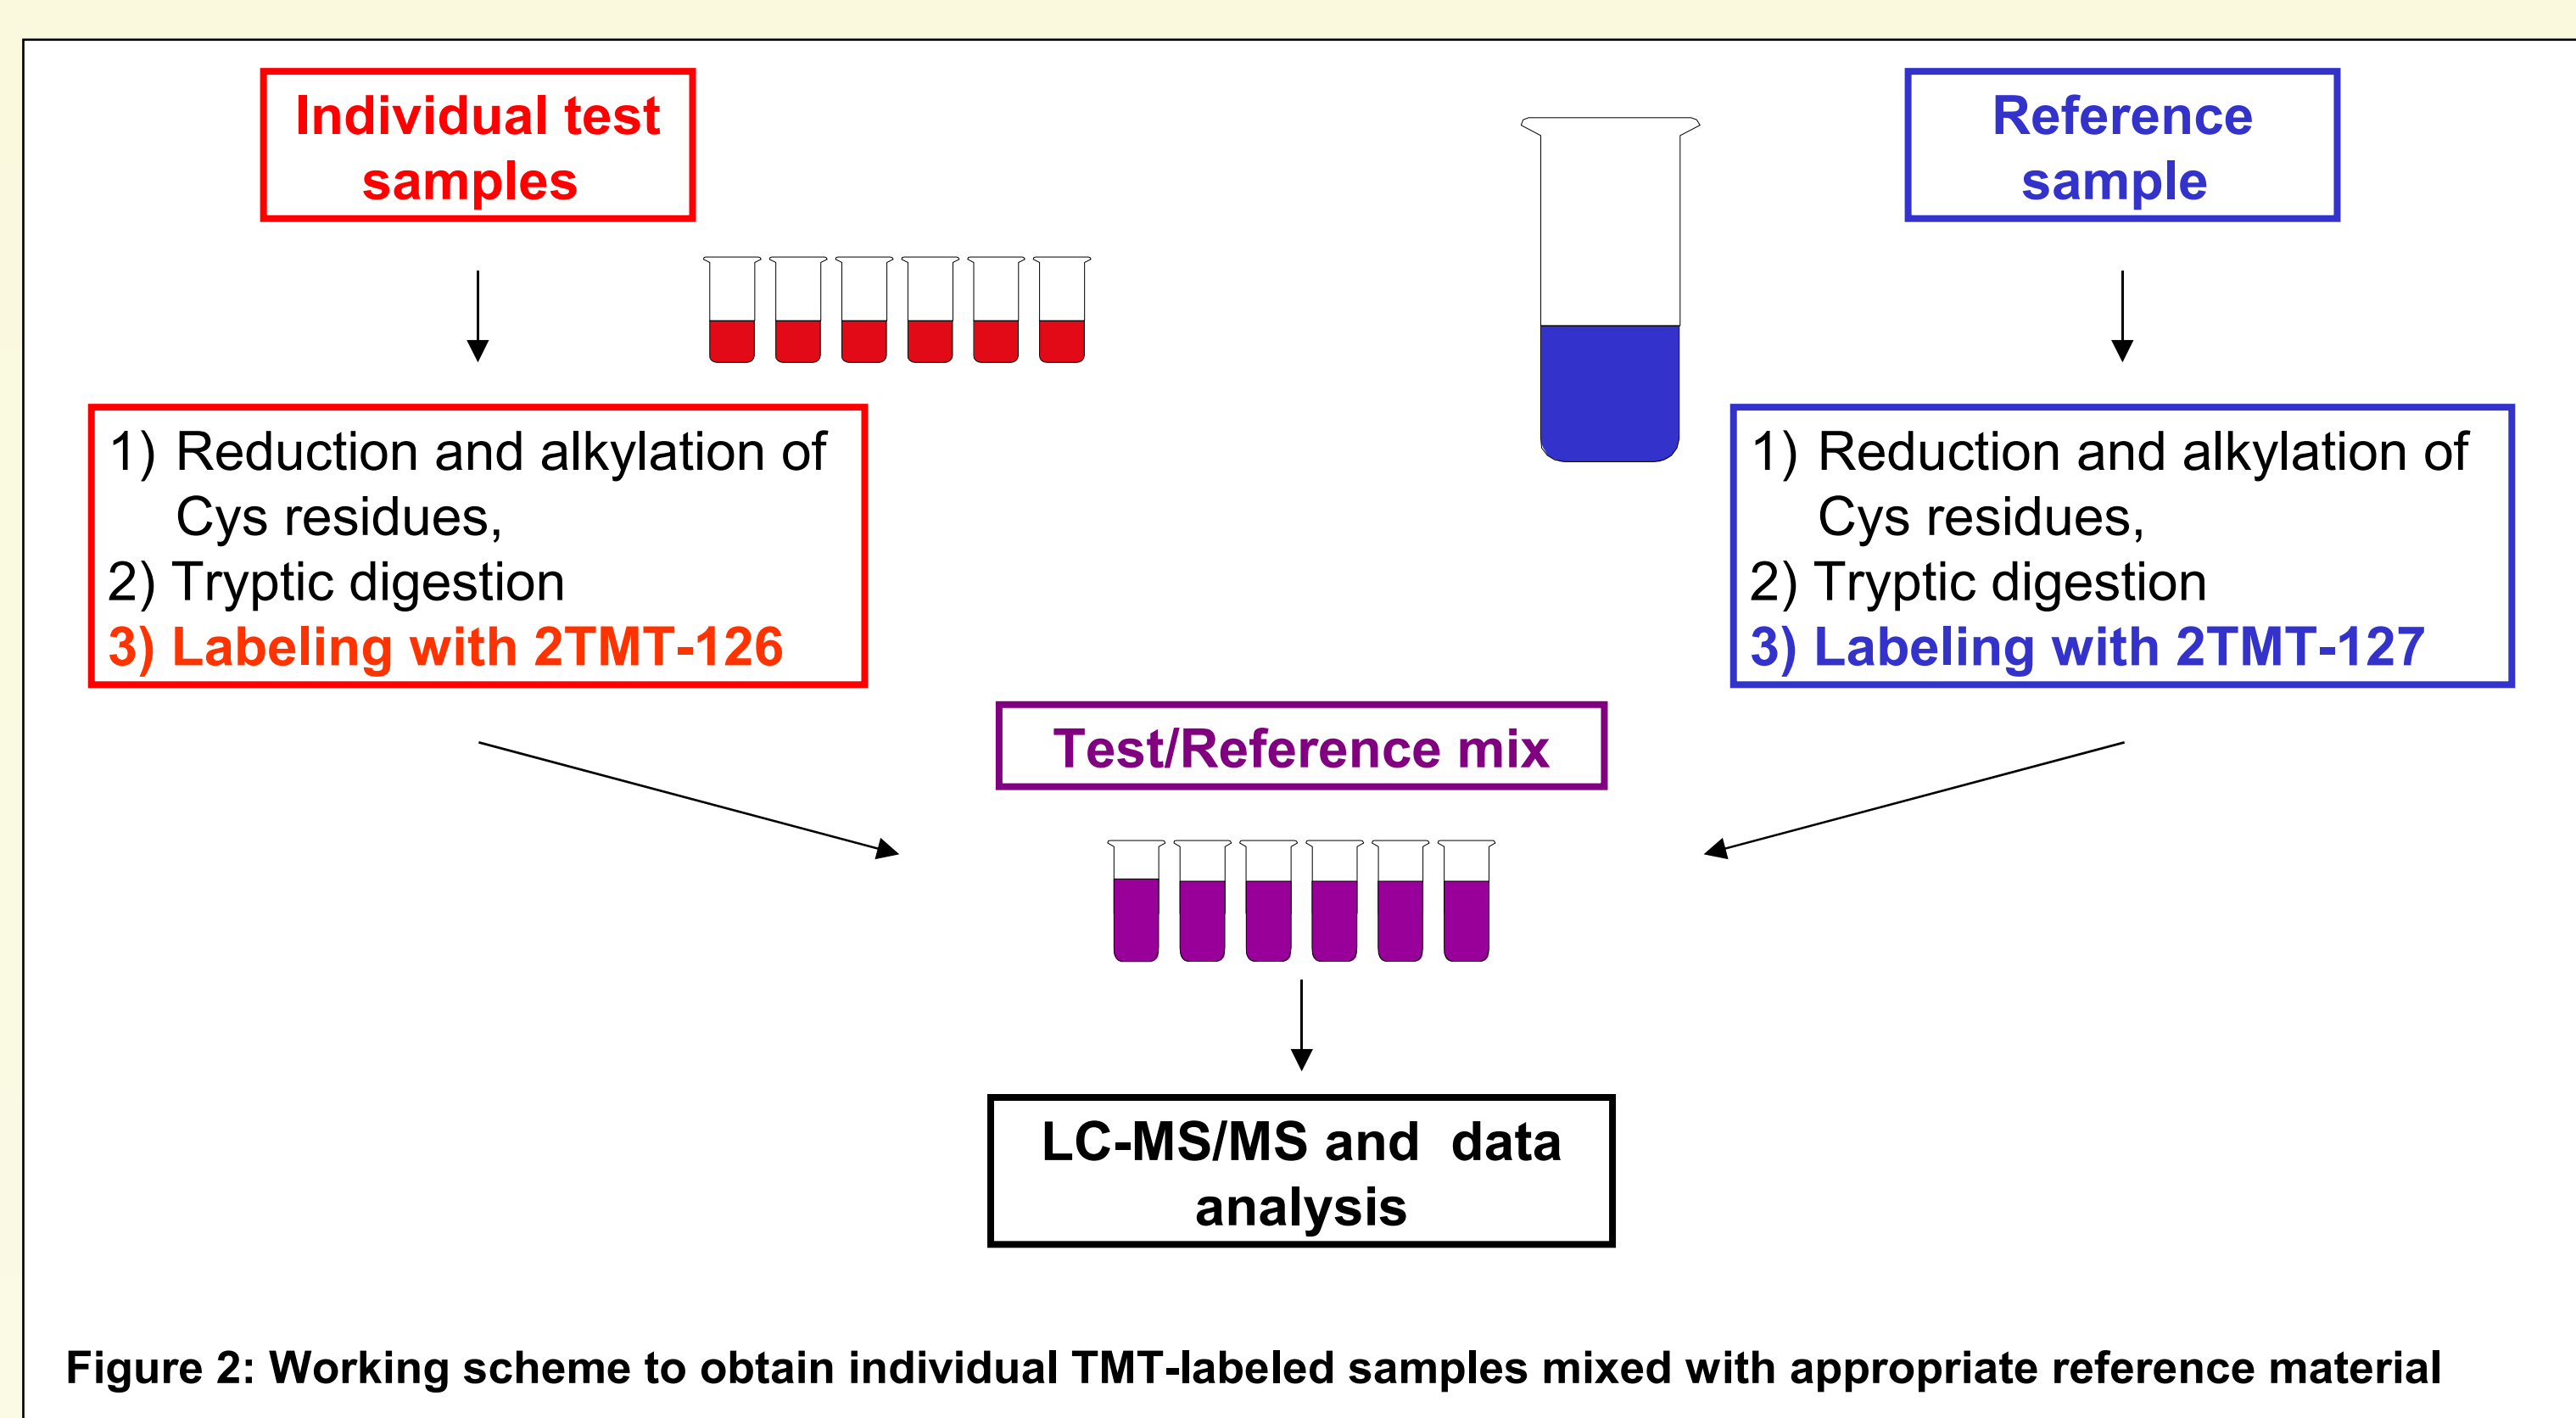 Individual test
samples
Reference
sample
1) Reduction and alkylation of
Cys residues,
2) Tryptic digestion
3) Labeling with 2TMT-126
1) Reduction and alkylation of
Cys residues,
2) Tryptic digestion
3) Labeling with 2TMT-127
Test/Reference mix
LC-MS/MS and data
analysis
Figure 2: Working scheme to obtain individual TMT-labeled samples mixed with appropriate reference material